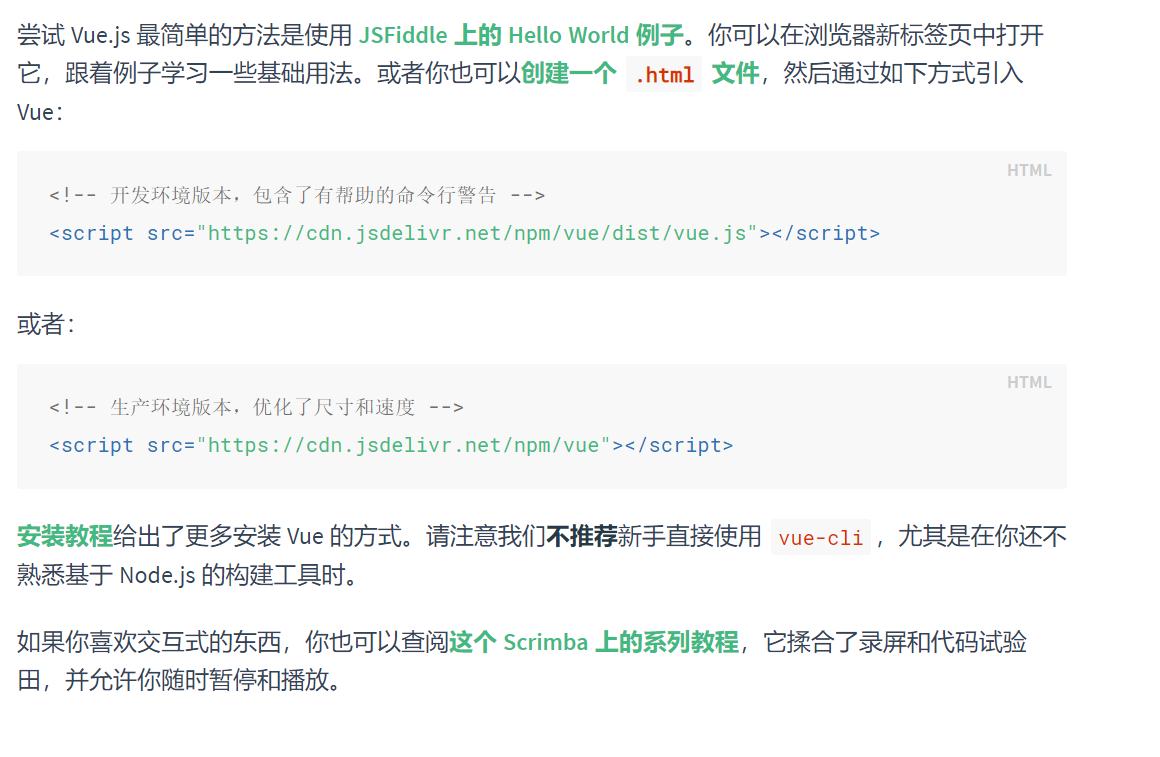 尝试 Vue.js 最简单的方法是使用 JSFiddle 上的 Hello World 例子。你可以在浏览器新标签页中打开
它，跟着例子学习一些基础用法。或者你也可以创建一个 .html 文件，然后通过如下方式引入
Vue：
HTML
<!-- 开发环境版本，包含了有帮助的命令行警告 -->
<script src="https://cdn.jsdelivr.net/npm/vue/dist/vue.js"></script>
或者：
HTML
<!-- 生产环境版本，优化了尺寸和速度 -->
<script src="https://cdn.jsdelivr.net/npm/vue"></script>
安装教程给出了更多安装 Vue 的方式。请注意我们不推荐新手直接使用 vue-cli ，尤其是在你还不
熟悉基于 Node.js 的构建工具时。
如果你喜欢交互式的东西，你也可以查阅这个 Scrimba 上的系列教程，它揉合了录屏和代码试验
田，并允许你随时暂停和播放。